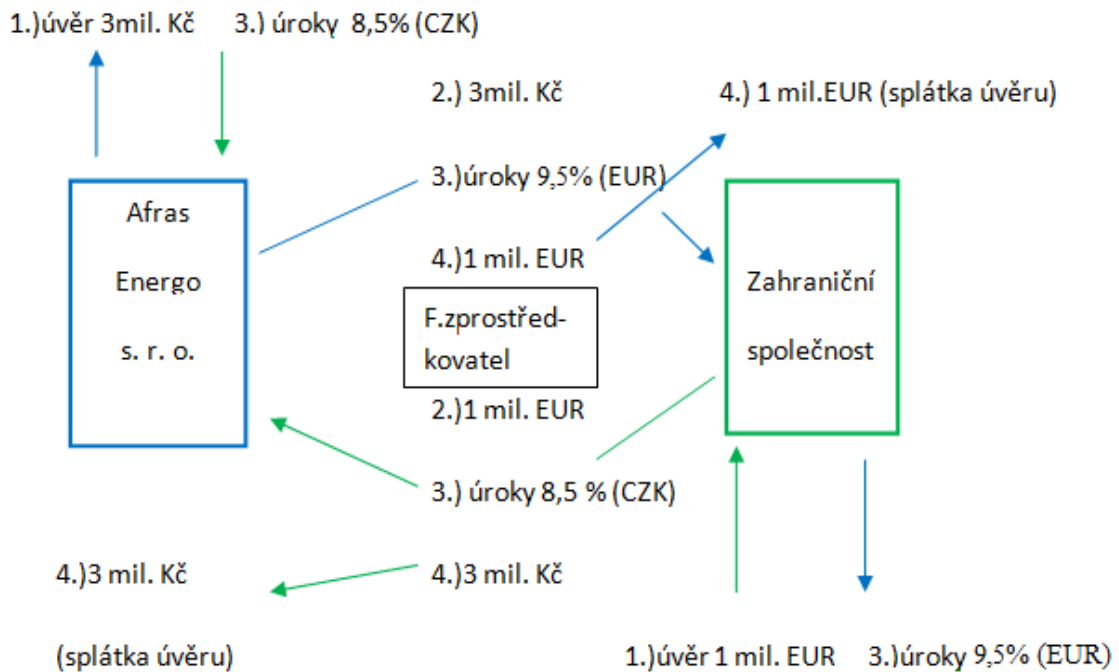 1.)úvěr 3mil. Kč 3.) úroky 8,5% (CZK)
2.) 3mil. Kč 4.) 1 mil.EUR (splátka úvěru)
3.)úroky 9,5% (EUR)
Afras
Energo
s. r. o.
4.)1 mil. EUR
F.zprostřed-
kovatel
Zahraniční
společnost
2.)1 mil. EUR
3.) úroky 8,5 % (CZK)
4.)3 mil. Kč 4.)3 mil. Kč
(splátka úvěru) 1.)úvěr 1 mil. EUR 3.)úroky 9,5% (EUR)